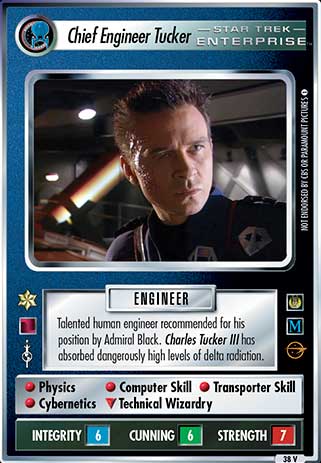 Chief Engineer Tucker
STAR TREK
ENTERPRISE
NOT ENDORSED BY CBS OR PARAMOUNT PICTURES
ENGINEER
Talented human engineer recommended for his
position by Admiral Black. Charles Tucker III has
absorbed dangerously high levels of delta radiation.
M
Physics Computer Skill Transporter Skill
Cybernetics Technical Wizardry
INTEGRITY 6 CUNNING 6 STRENGTH 7
38 V